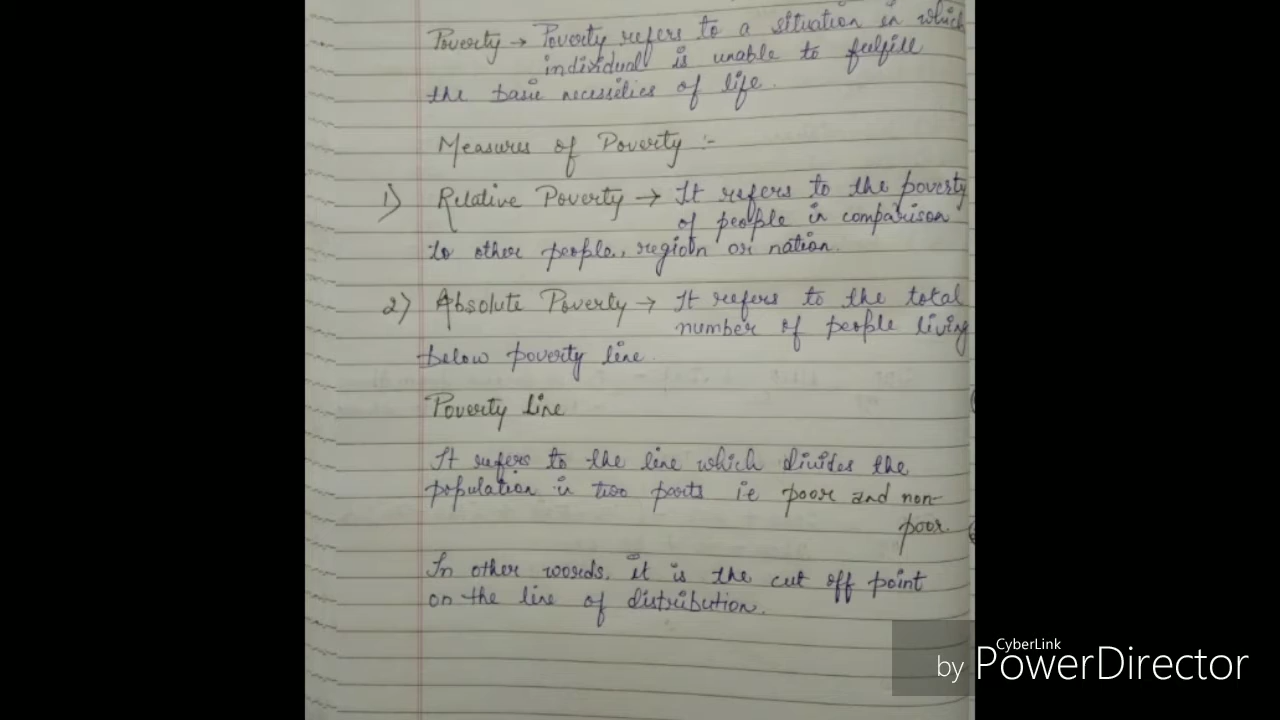 Poverty → Poverty refers to a situation in which
individual is unable to fulfill
the basic necessities of life.
Measures of Poverty :-
1) Relative Poverty → It refers to the poverty
of people in comparison
to other people, region or nation.
2) Absolute Poverty → It refers to the total
number of people living
below poverty line.
Poverty Line
It refers to the line which divides the
population in two parts ie poor and non-
poor.
In other words, it is the cut off point
on the line of distribution.
CyberLink
by PowerDirector